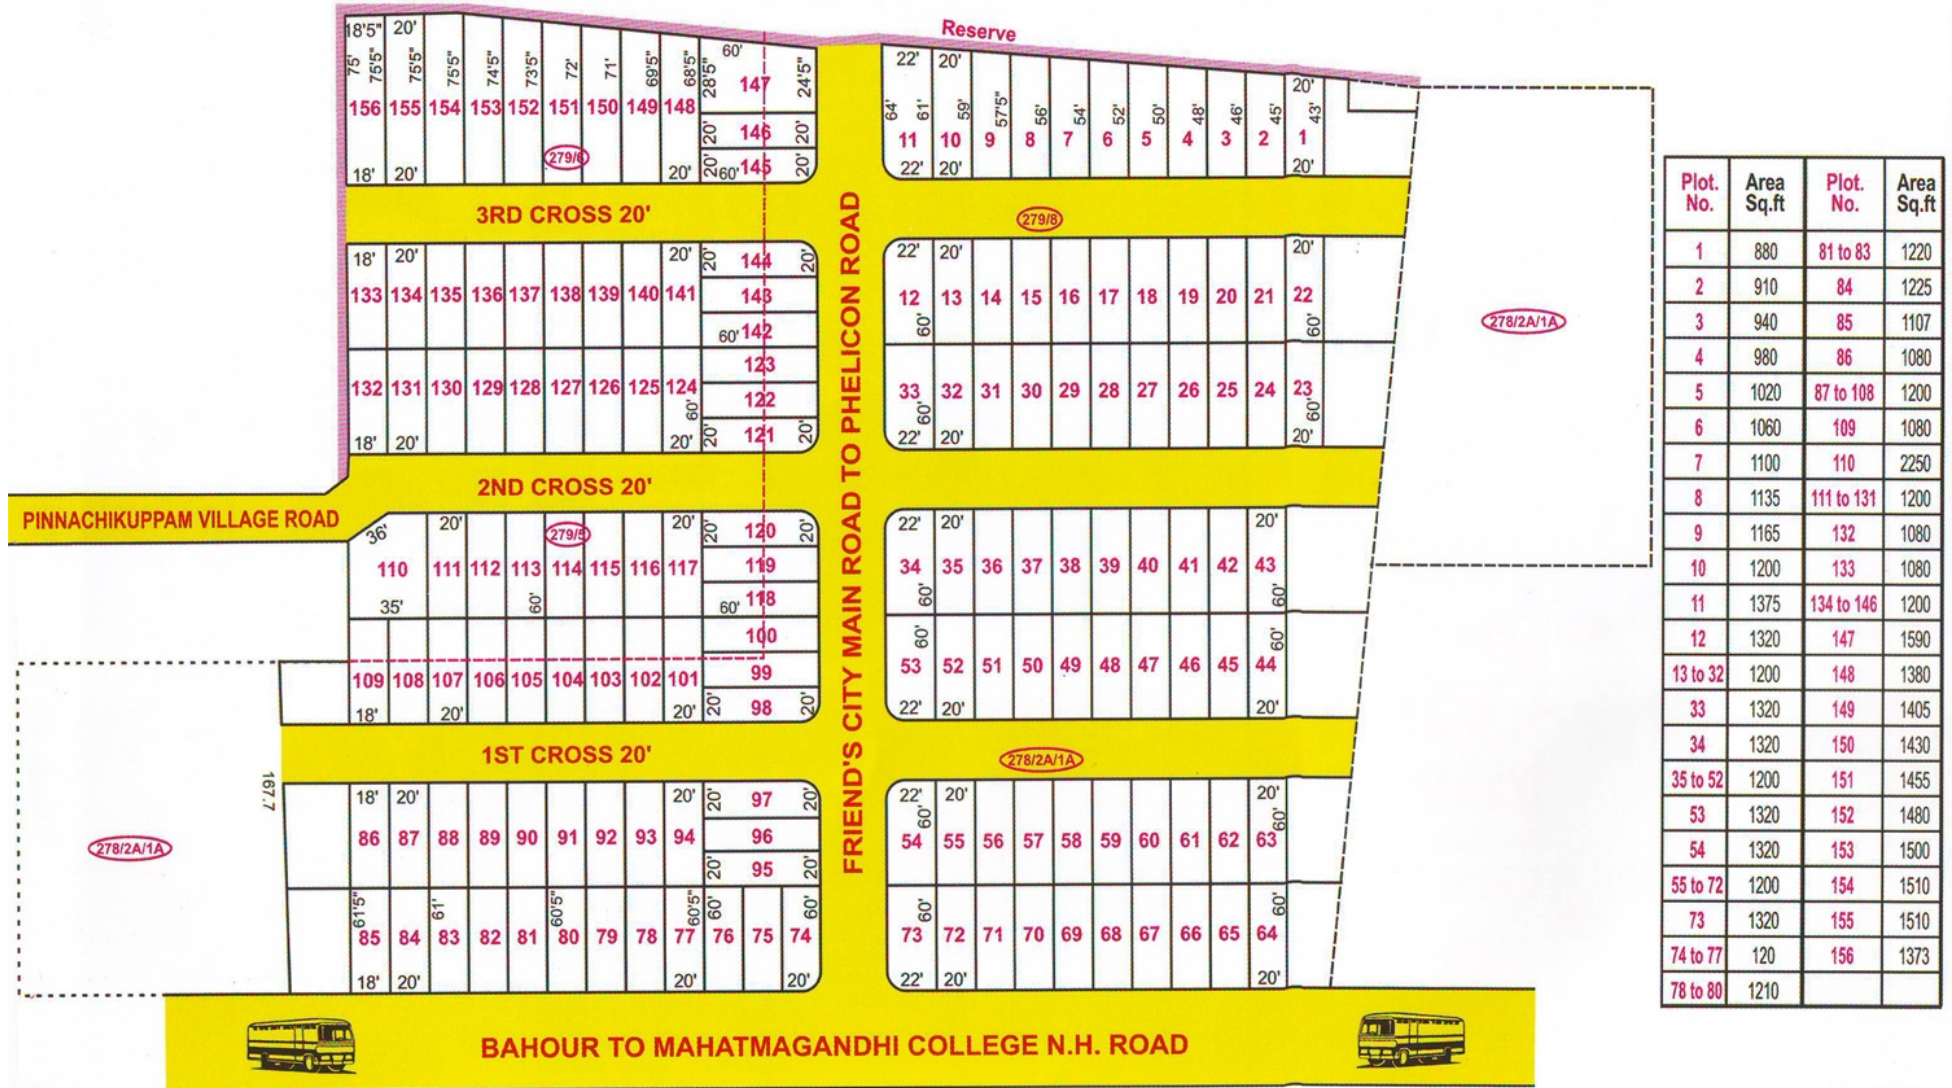 Reserve
18'5" 20' 60' 22' 20' 20'
75' 75'5" 75'5" 75'5" 74'5" 73'5" 72' 71' 69'5" 68'5" 28'5" 24'5" 64' 61' 59' 57'5" 56' 54' 52' 50' 48' 46' 45' 43'
147
156 155 154 153 152 151 150 149 148
20' 146 20'
11 10 9 8 7 6 5 4 3 2 1
279/6
18' 20' 20' 20' 60' 145 20' 22' 20' 20'
3RD CROSS 20'
279/8
18' 20' 20' 20' 144 20' 22' 20' 20'
133 134 135 136 137 138 139 140 141 143 12 13 14 15 16 17 18 19 20 21 22
60' 142 60' 60'
123
132 131 130 129 128 127 126 125 124 122 33 32 31 30 29 28 27 26 25 24 23
60' 60' 60'
18' 20' 20' 20' 121 20' 22' 20' 20'
2ND CROSS 20'
PINNACHIKUPPAM VILLAGE ROAD
36' 20' 279/5 20' 20' 120 20' 22' 20' 20'
110 111 112 113 114 115 116 117 119 34 35 36 37 38 39 40 41 42 43
35' 60' 60' 118 60' 60'
100 60' 60'
109 108 107 106 105 104 103 102 101 99 53 52 51 50 49 48 47 46 45 44
18' 20' 20' 20' 98 20' 22' 20' 20'
1ST CROSS 20'
278/2A/1A
167.7
18' 20' 20' 20' 97 20' 22' 20' 20'
60' 60'
86 87 88 89 90 91 92 93 94 96 54 55 56 57 58 59 60 61 62 63
20' 95 20'
278/2A/1A
61'5" 61' 60'5" 60'5" 60' 60' 60' 60'
85 84 83 82 81 80 79 78 77 76 75 74 73 72 71 70 69 68 67 66 65 64
18' 20' 20' 20' 22' 20' 20'
FRIEND'S CITY MAIN ROAD TO PHELICON ROAD
BAHOUR TO MAHATMAGANDHI COLLEGE N.H. ROAD
278/2A/1A
Plot. No. Area Sq.ft Plot. No. Area Sq.ft
1 880 81 to 83 1220
2 910 84 1225
3 940 85 1107
4 980 86 1080
5 1020 87 to 108 1200
6 1060 109 1080
7 1100 110 2250
8 1135 111 to 131 1200
9 1165 132 1080
10 1200 133 1080
11 1375 134 to 146 1200
12 1320 147 1590
13 to 32 1200 148 1380
33 1320 149 1405
34 1320 150 1430
35 to 52 1200 151 1455
53 1320 152 1480
54 1320 153 1500
55 to 72 1200 154 1510
73 1320 155 1510
74 to 77 120 156 1373
78 to 80 1210